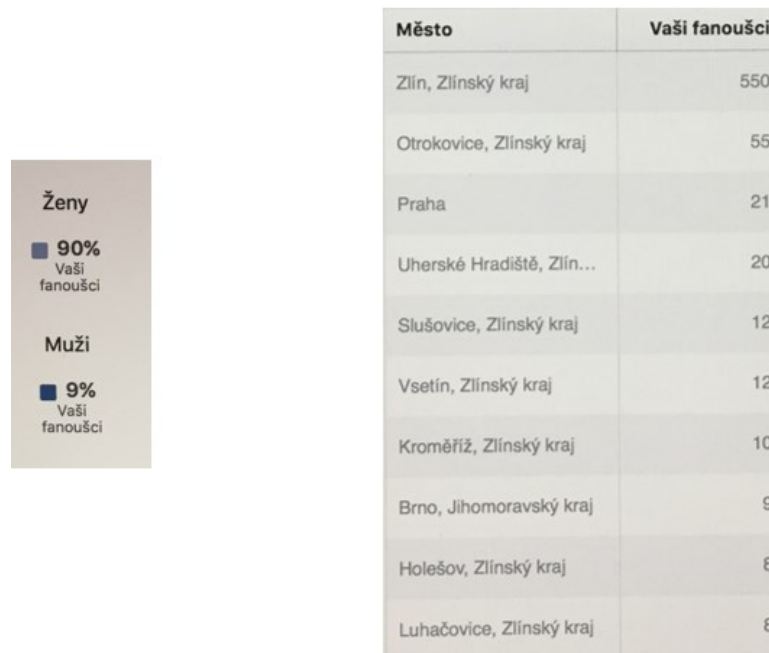 Ženy
90%
Vaši
fanoušci
Muži
9%
Vaši
fanoušci
Město Vaši fanoušci
Zlín, Zlínský kraj 550
Otrokovice, Zlínský kraj 55
Praha 21
Uherské Hradiště, Zlín... 20
Slušovice, Zlínský kraj 12
Vsetín, Zlínský kraj 12
Kroměříž, Zlínský kraj 10
Brno, Jihomoravský kraj 9
Holešov, Zlínský kraj 8
Luhačovice, Zlínský kraj 8